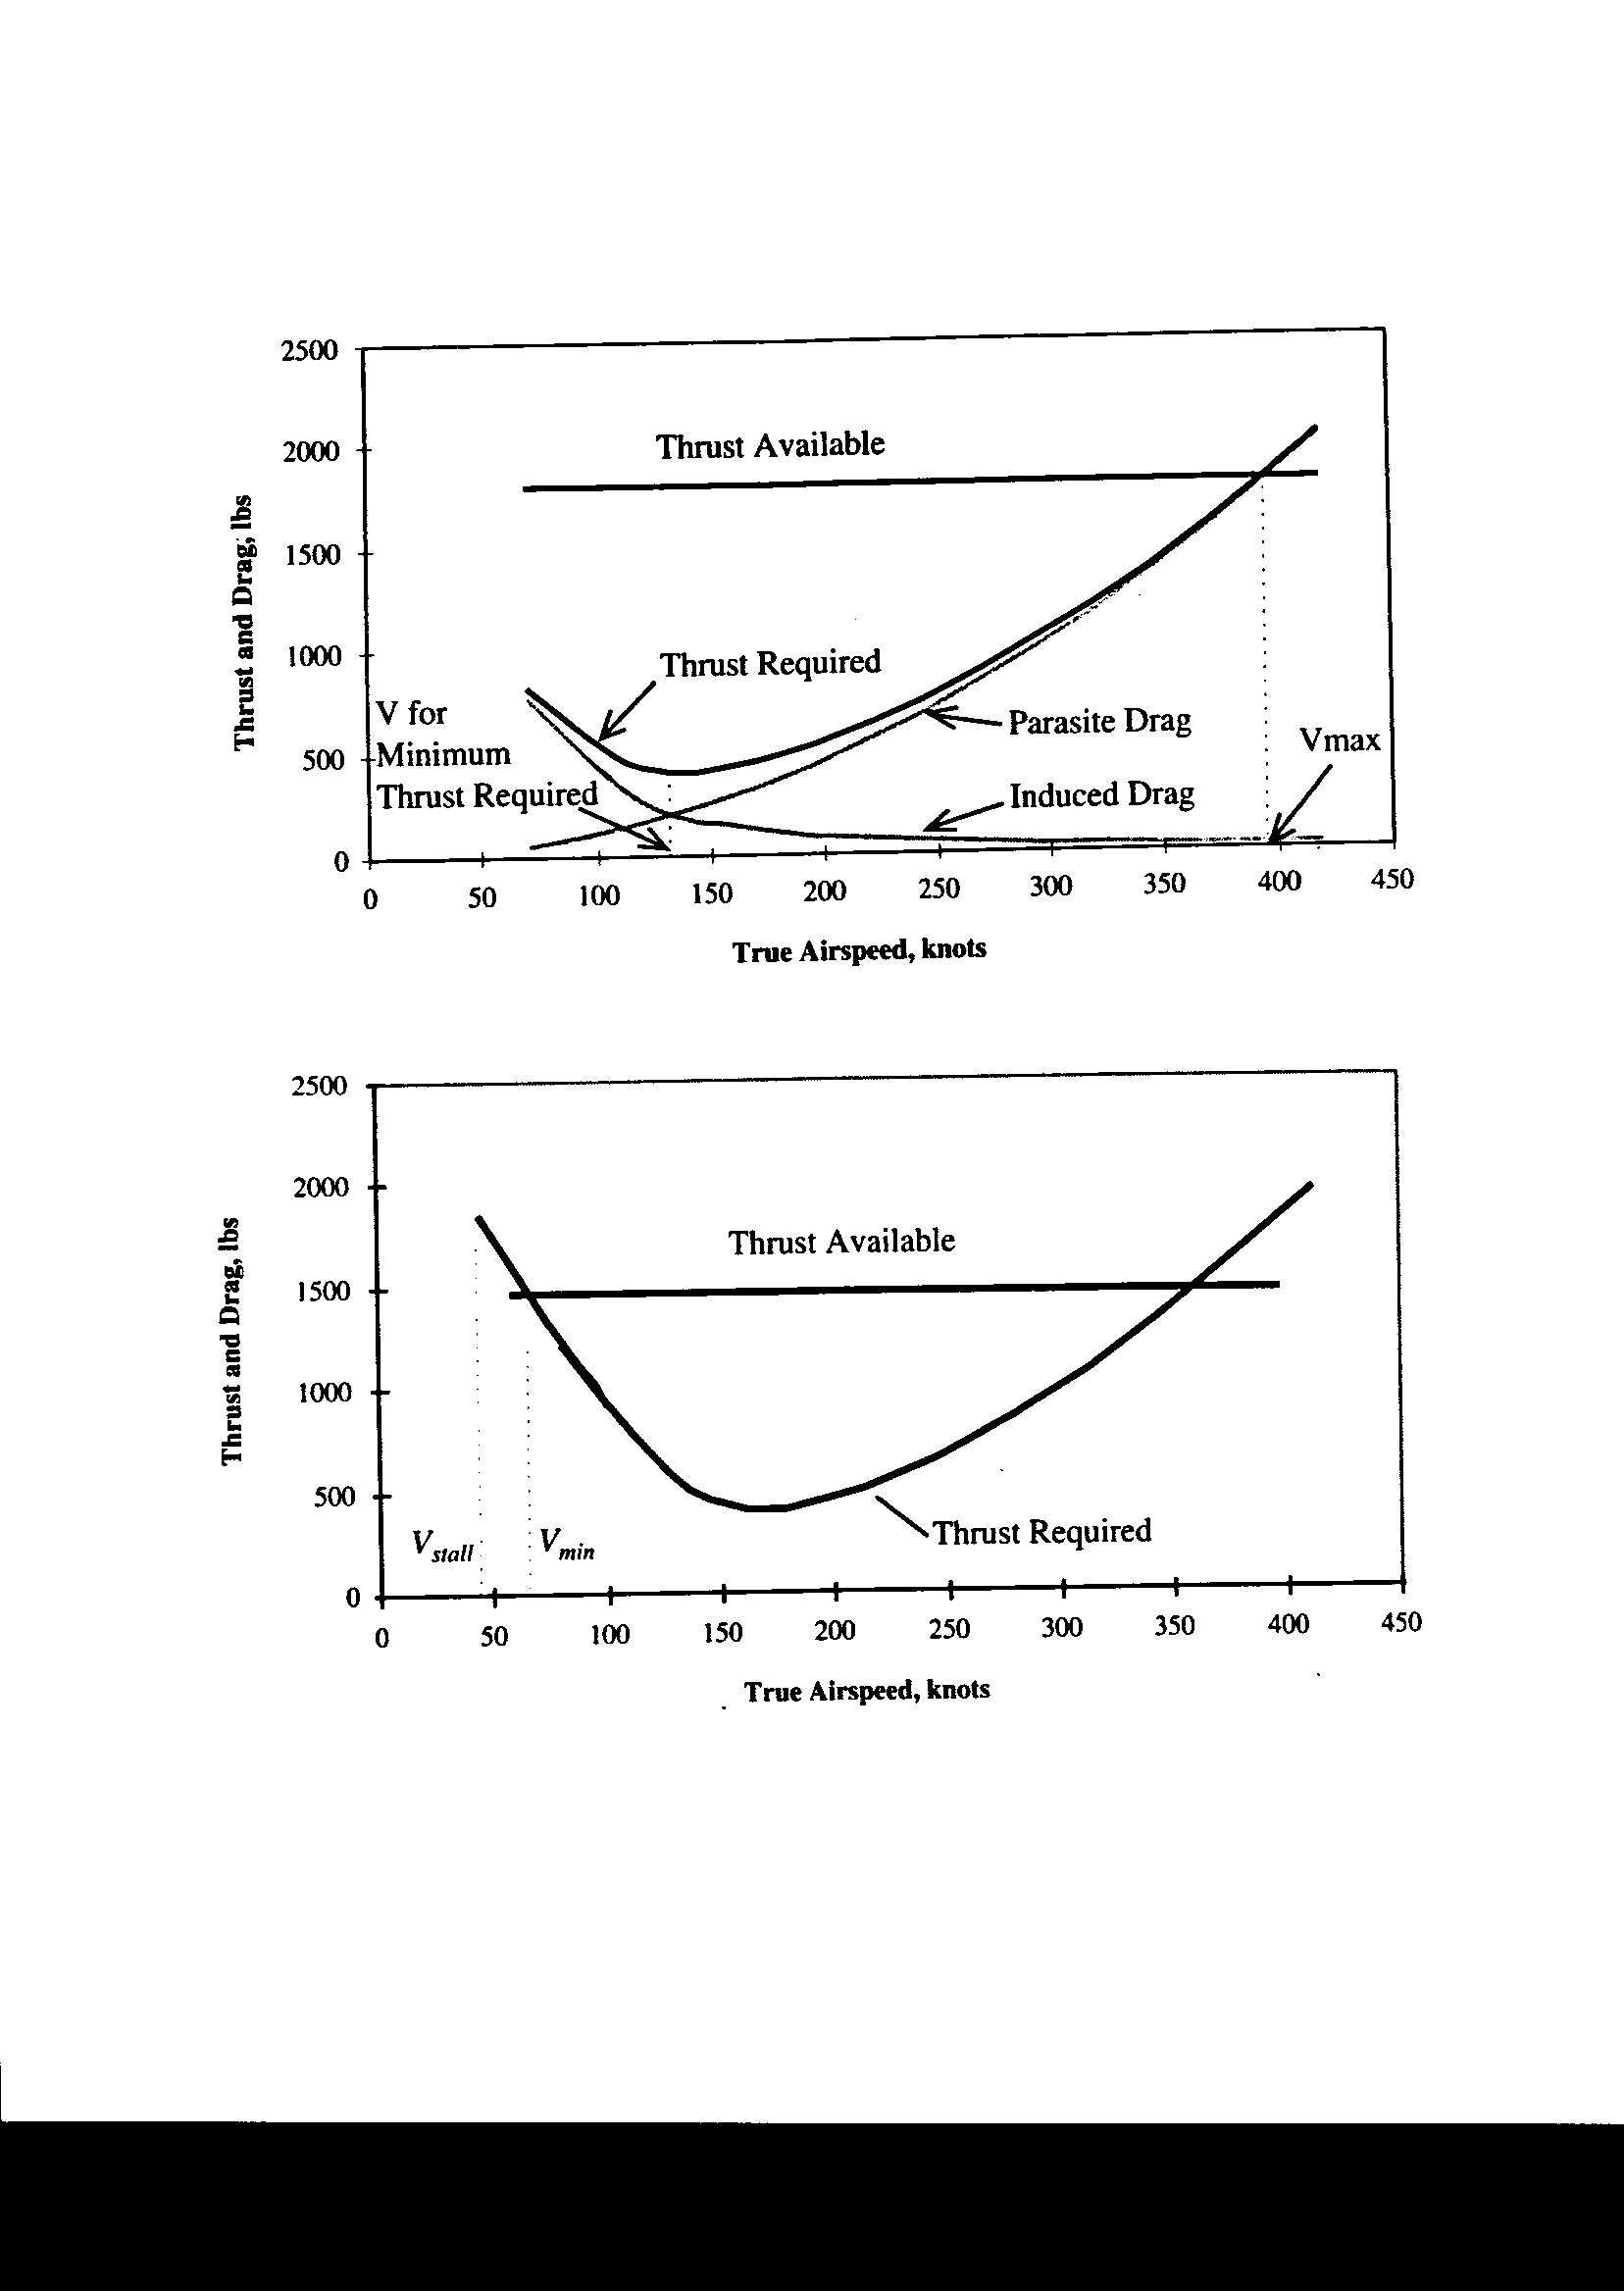 2500
2000
1500
1000
500
0
Thrust and Drag, lbs
Thrust Available
Thrust Required
V for
Minimum
Thrust Required
Parasite Drag
Induced Drag
Vmax
0 50 100 150 200 250 300 350 400 450
True Airspeed, knots
2500
2000
1500
1000
500
0
Thrust and Drag, lbs
Thrust Available
Thrust Required
Vstall
Vmin
0 50 100 150 200 250 300 350 400 450
True Airspeed, knots